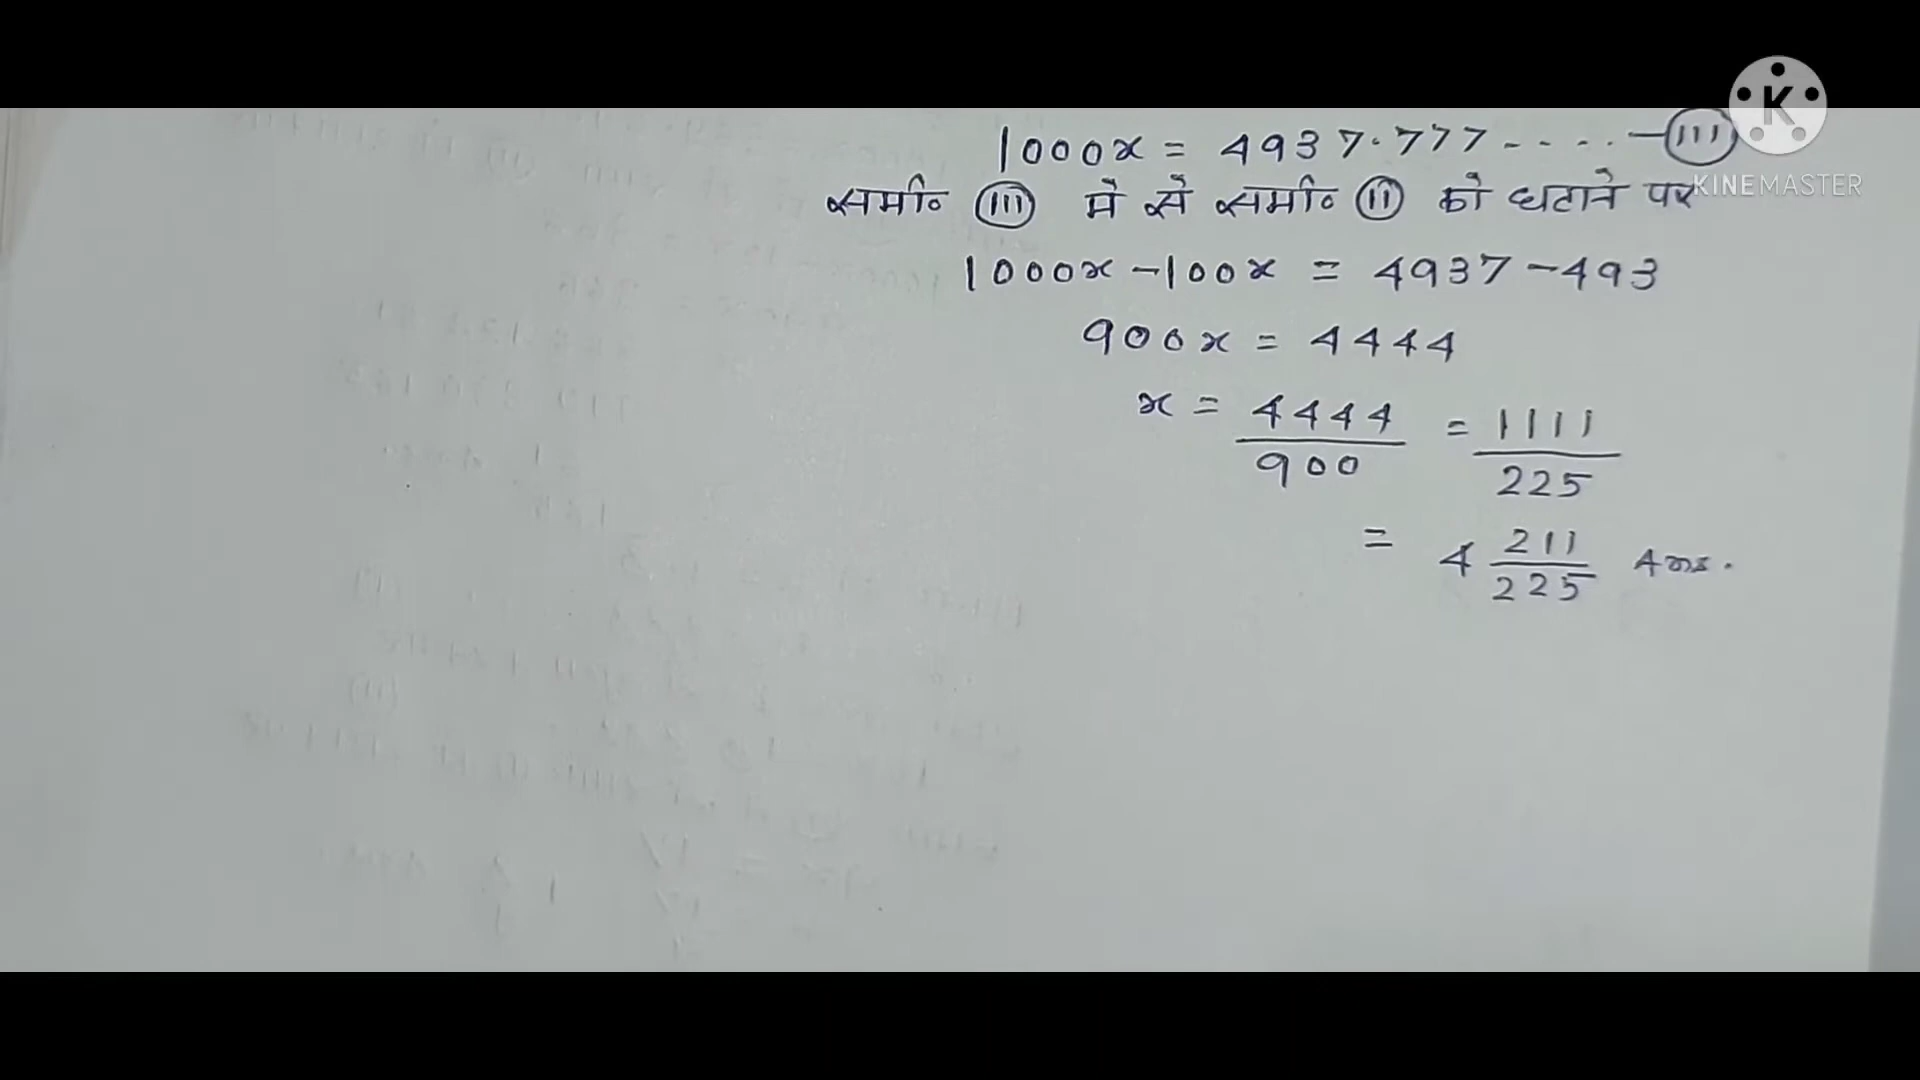 1000x = 4937.777 - - . . . . — (III)
समी० (III) में से समी० (II) को घटाने पर
1000x - 100x = 4937 - 493
900x = 4444
x = 4444/900 = 1111/225
= 4 211/225 Ans.
K
KINEMASTER